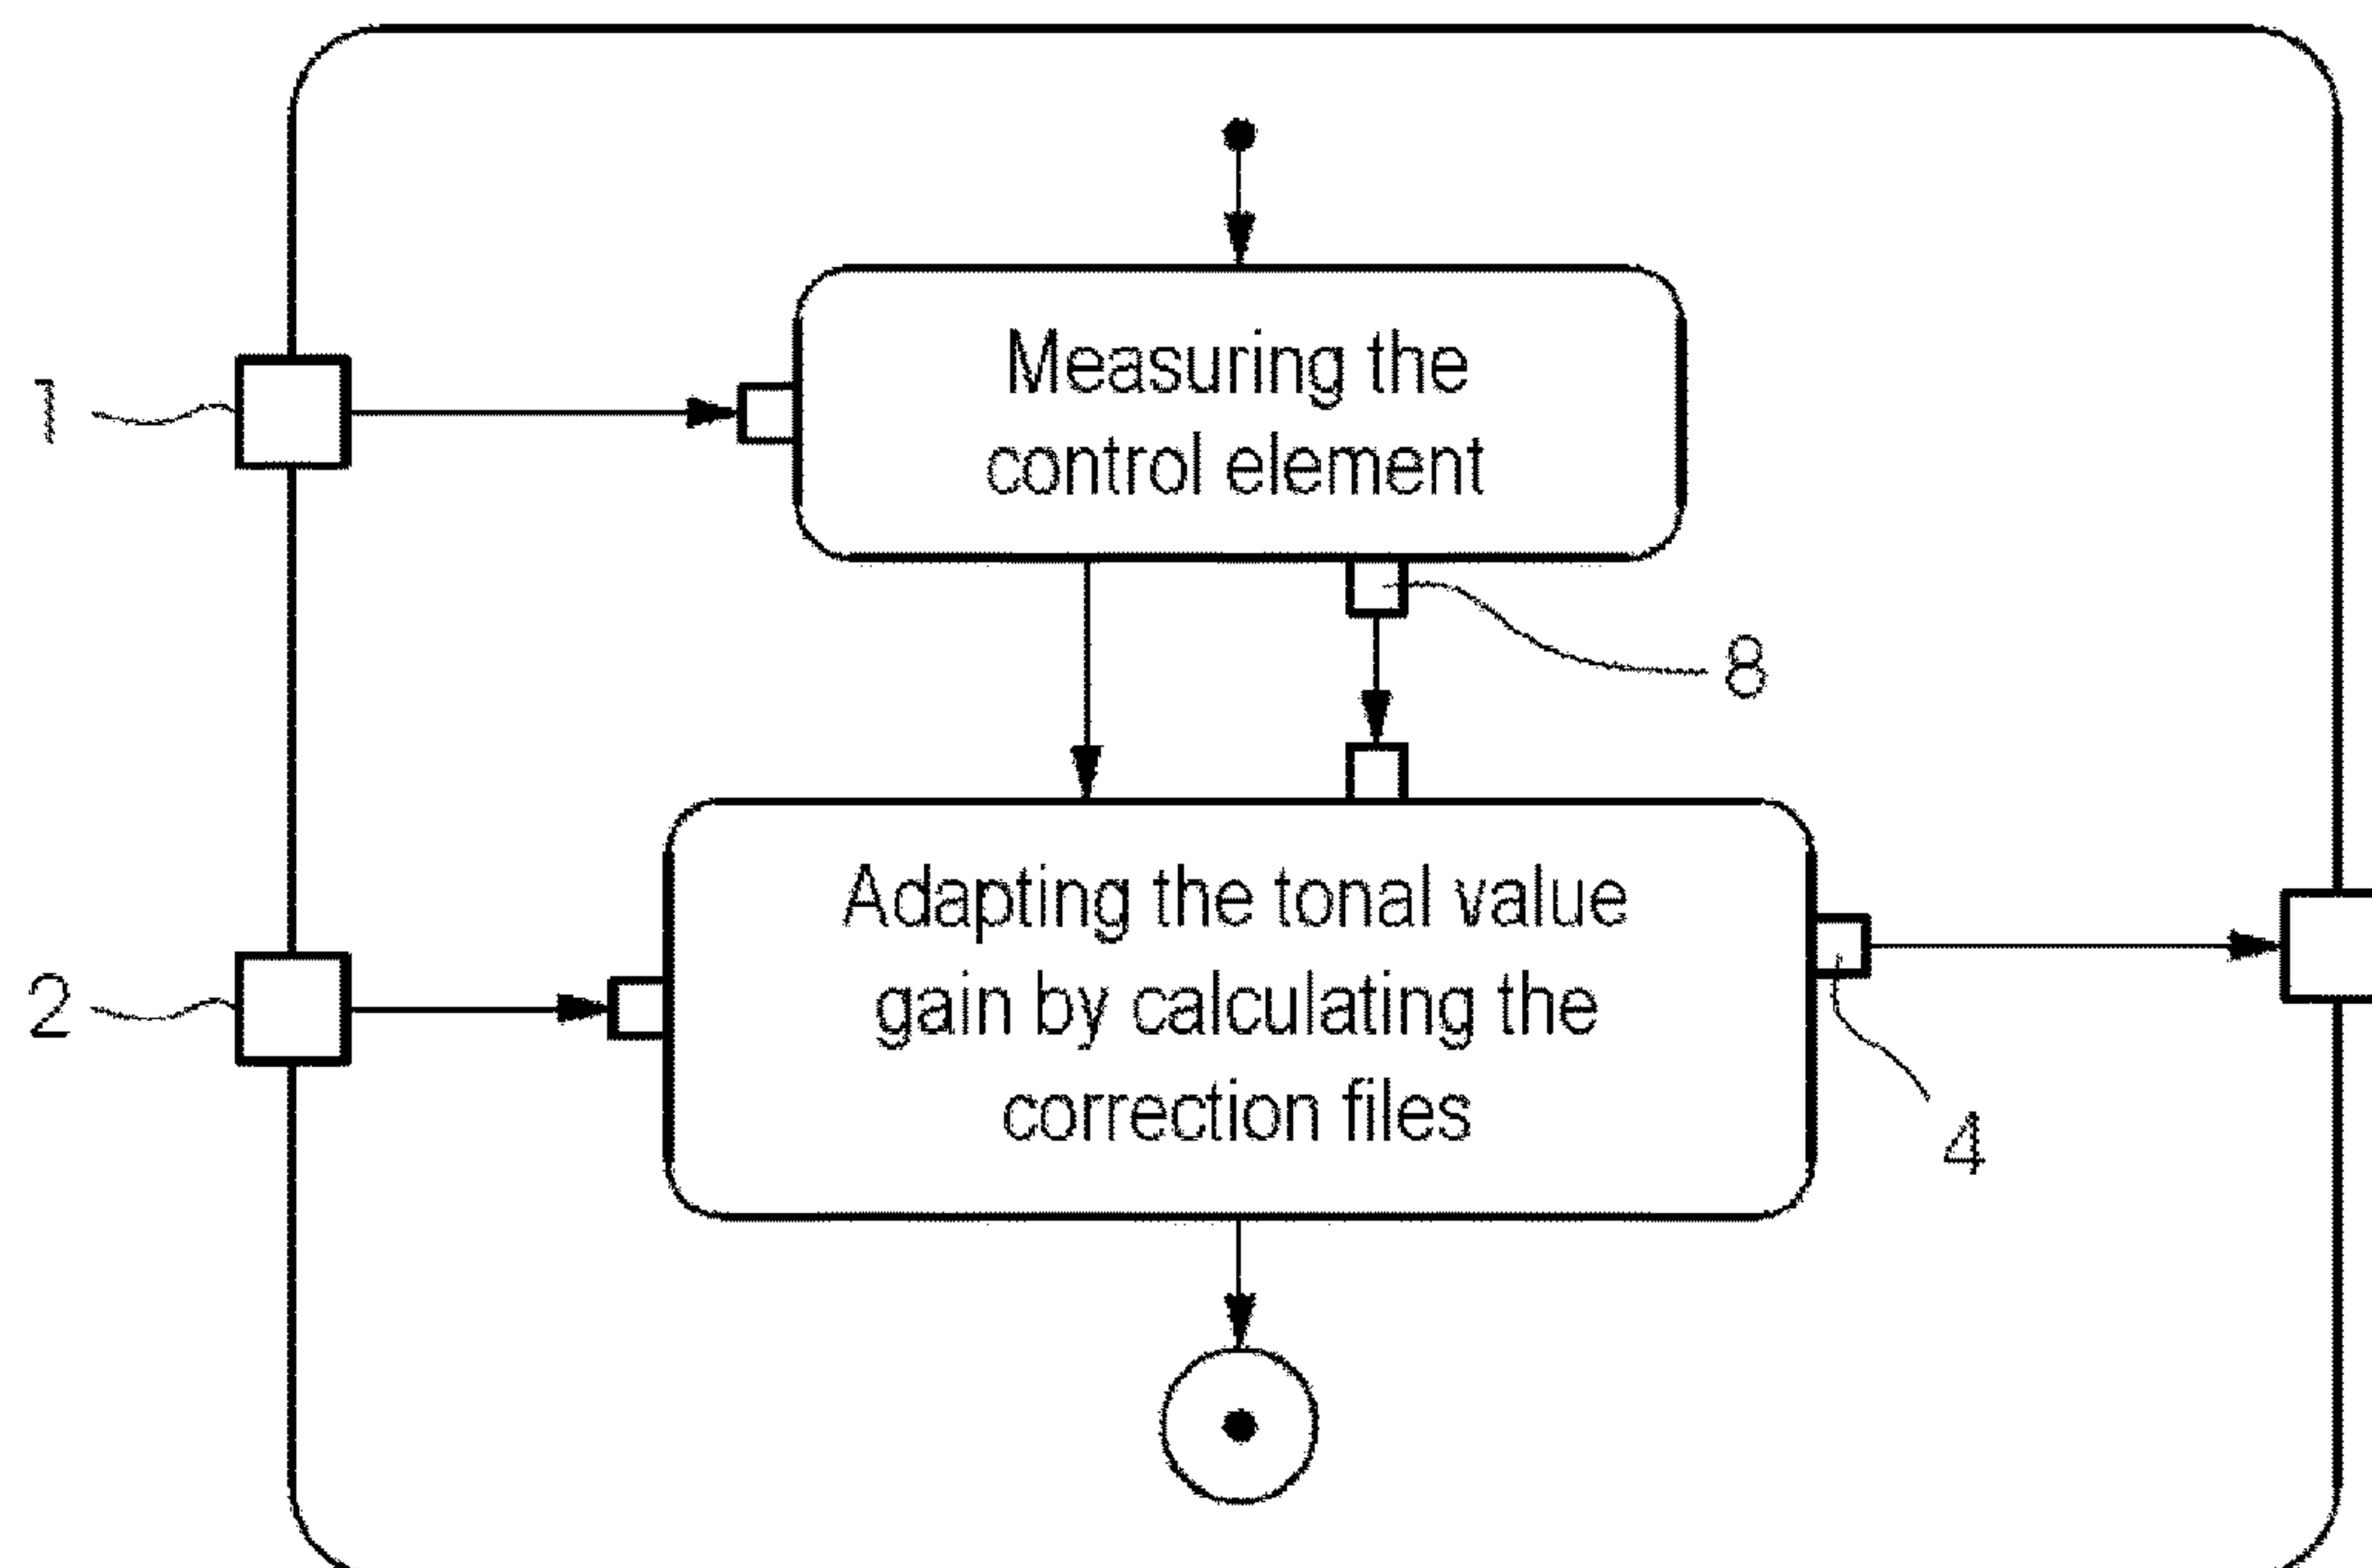 1
Measuring the
control element
8
2
Adapting the tonal value
gain by calculating the
correction files
4